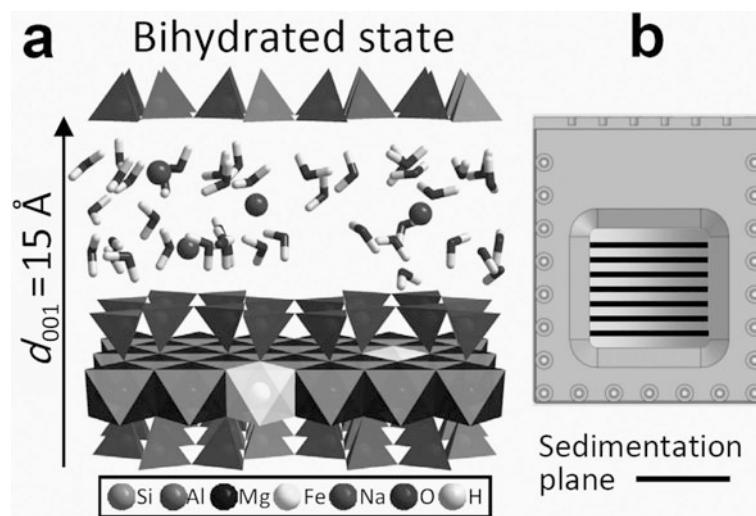 a
Bihydrated state
b
d001 = 15 Å
Sedimentation
plane
Si Al Mg Fe Na O H